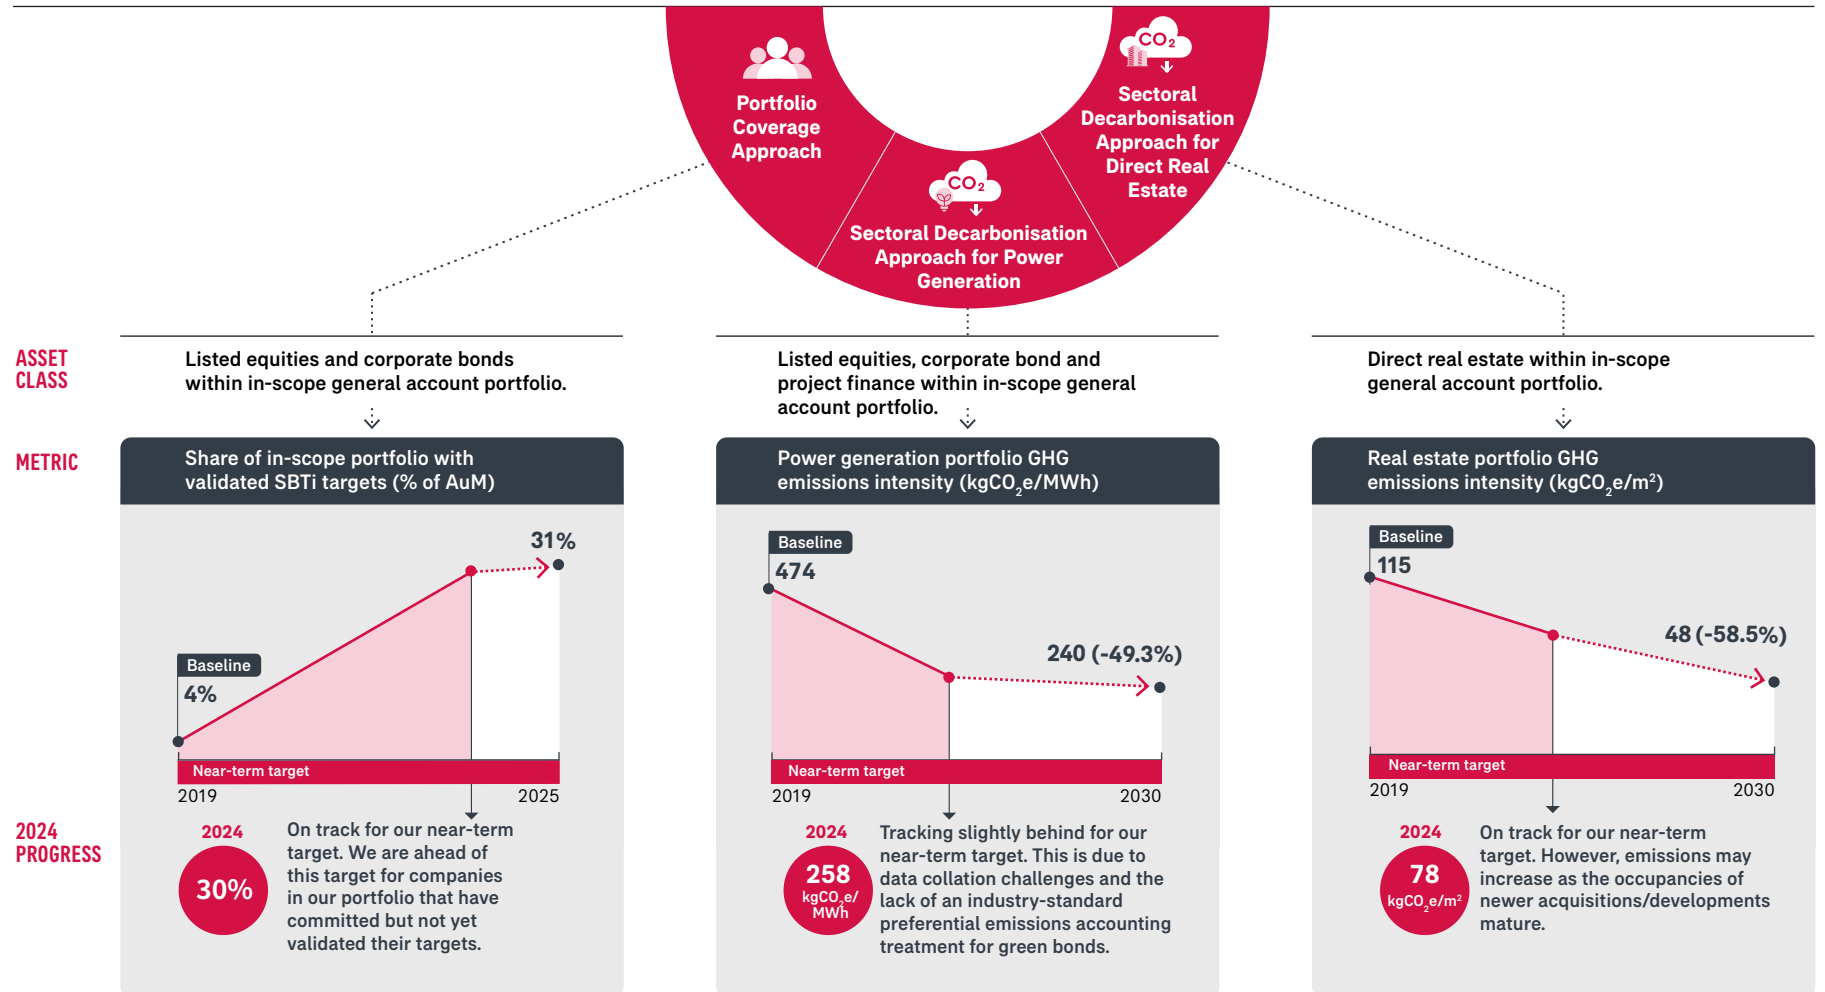 Portfolio
Coverage
Approach
CO2
Sectoral Decarbonisation
Approach for Power
Generation
CO2
Sectoral
Decarbonisation
Approach for
Direct Real
Estate
ASSET
CLASS
Listed equities and corporate bonds
within in-scope general account portfolio.
Listed equities, corporate bond and
project finance within in-scope general
account portfolio.
Direct real estate within in-scope
general account portfolio.
METRIC
Share of in-scope portfolio with
validated SBTi targets (% of AuM)
Power generation portfolio GHG
emissions intensity (kgCO₂e/MWh)
Real estate portfolio GHG
emissions intensity (kgCO₂e/m²)
Baseline
4%
31%
Near-term target
2019
2025
Baseline
474
240 (-49.3%)
Near-term target
2019
2030
Baseline
115
48 (-58.5%)
Near-term target
2019
2030
2024
PROGRESS
2024
30%
On track for our near-term
target. We are ahead of
this target for companies
in our portfolio that have
committed but not yet
validated their targets.
2024
258
kgCO₂e/
MWh
Tracking slightly behind for our
near-term target. This is due to
data collation challenges and the
lack of an industry-standard
preferential emissions accounting
treatment for green bonds.
2024
78
kgCO₂e/m²
On track for our near-term
target. However, emissions may
increase as the occupancies of
newer acquisitions/developments
mature.